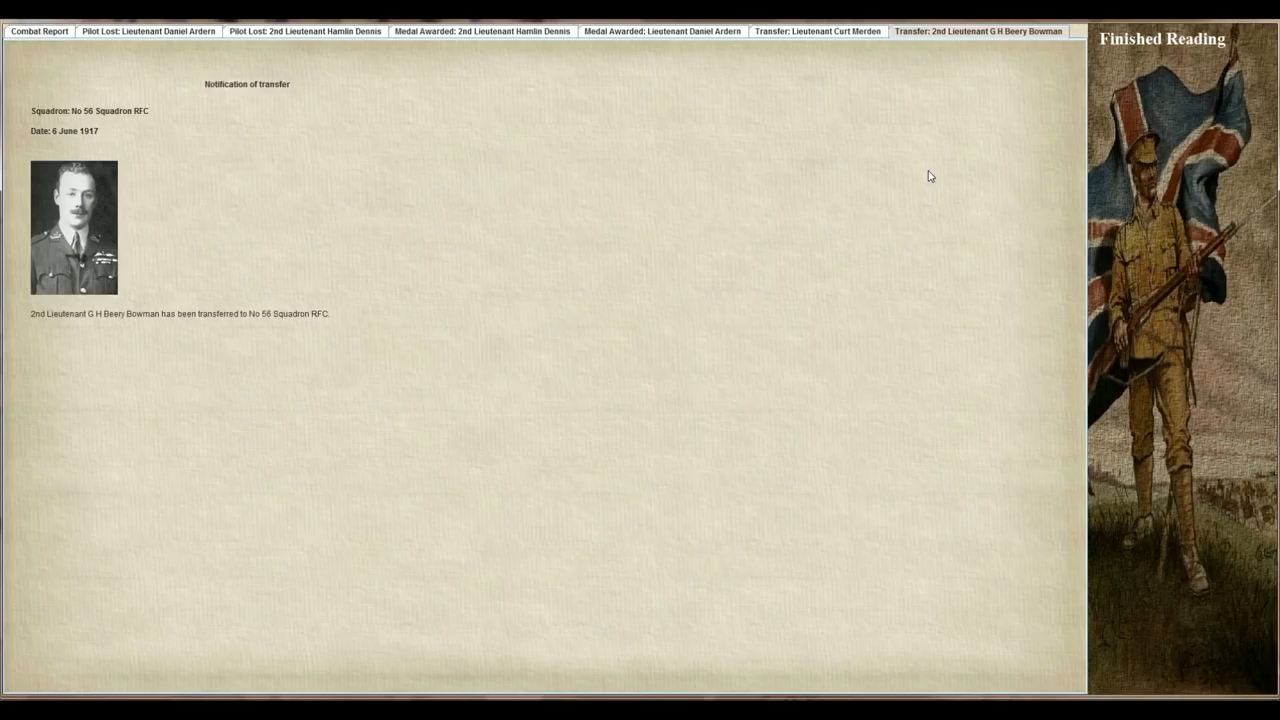 Combat Report
Pilot Lost: Lieutenant Daniel Ardern
Pilot Lost: 2nd Lieutenant Hamlin Dennis
Medal Awarded: 2nd Lieutenant Hamlin Dennis
Medal Awarded: Lieutenant Daniel Ardern
Transfer: Lieutenant Curt Merden
Transfer: 2nd Lieutenant G H Beery Bowman
Finished Reading
Notification of transfer
Squadron: No 56 Squadron RFC
Date: 6 June 1917
2nd Lieutenant G H Beery Bowman has been transferred to No 56 Squadron RFC.